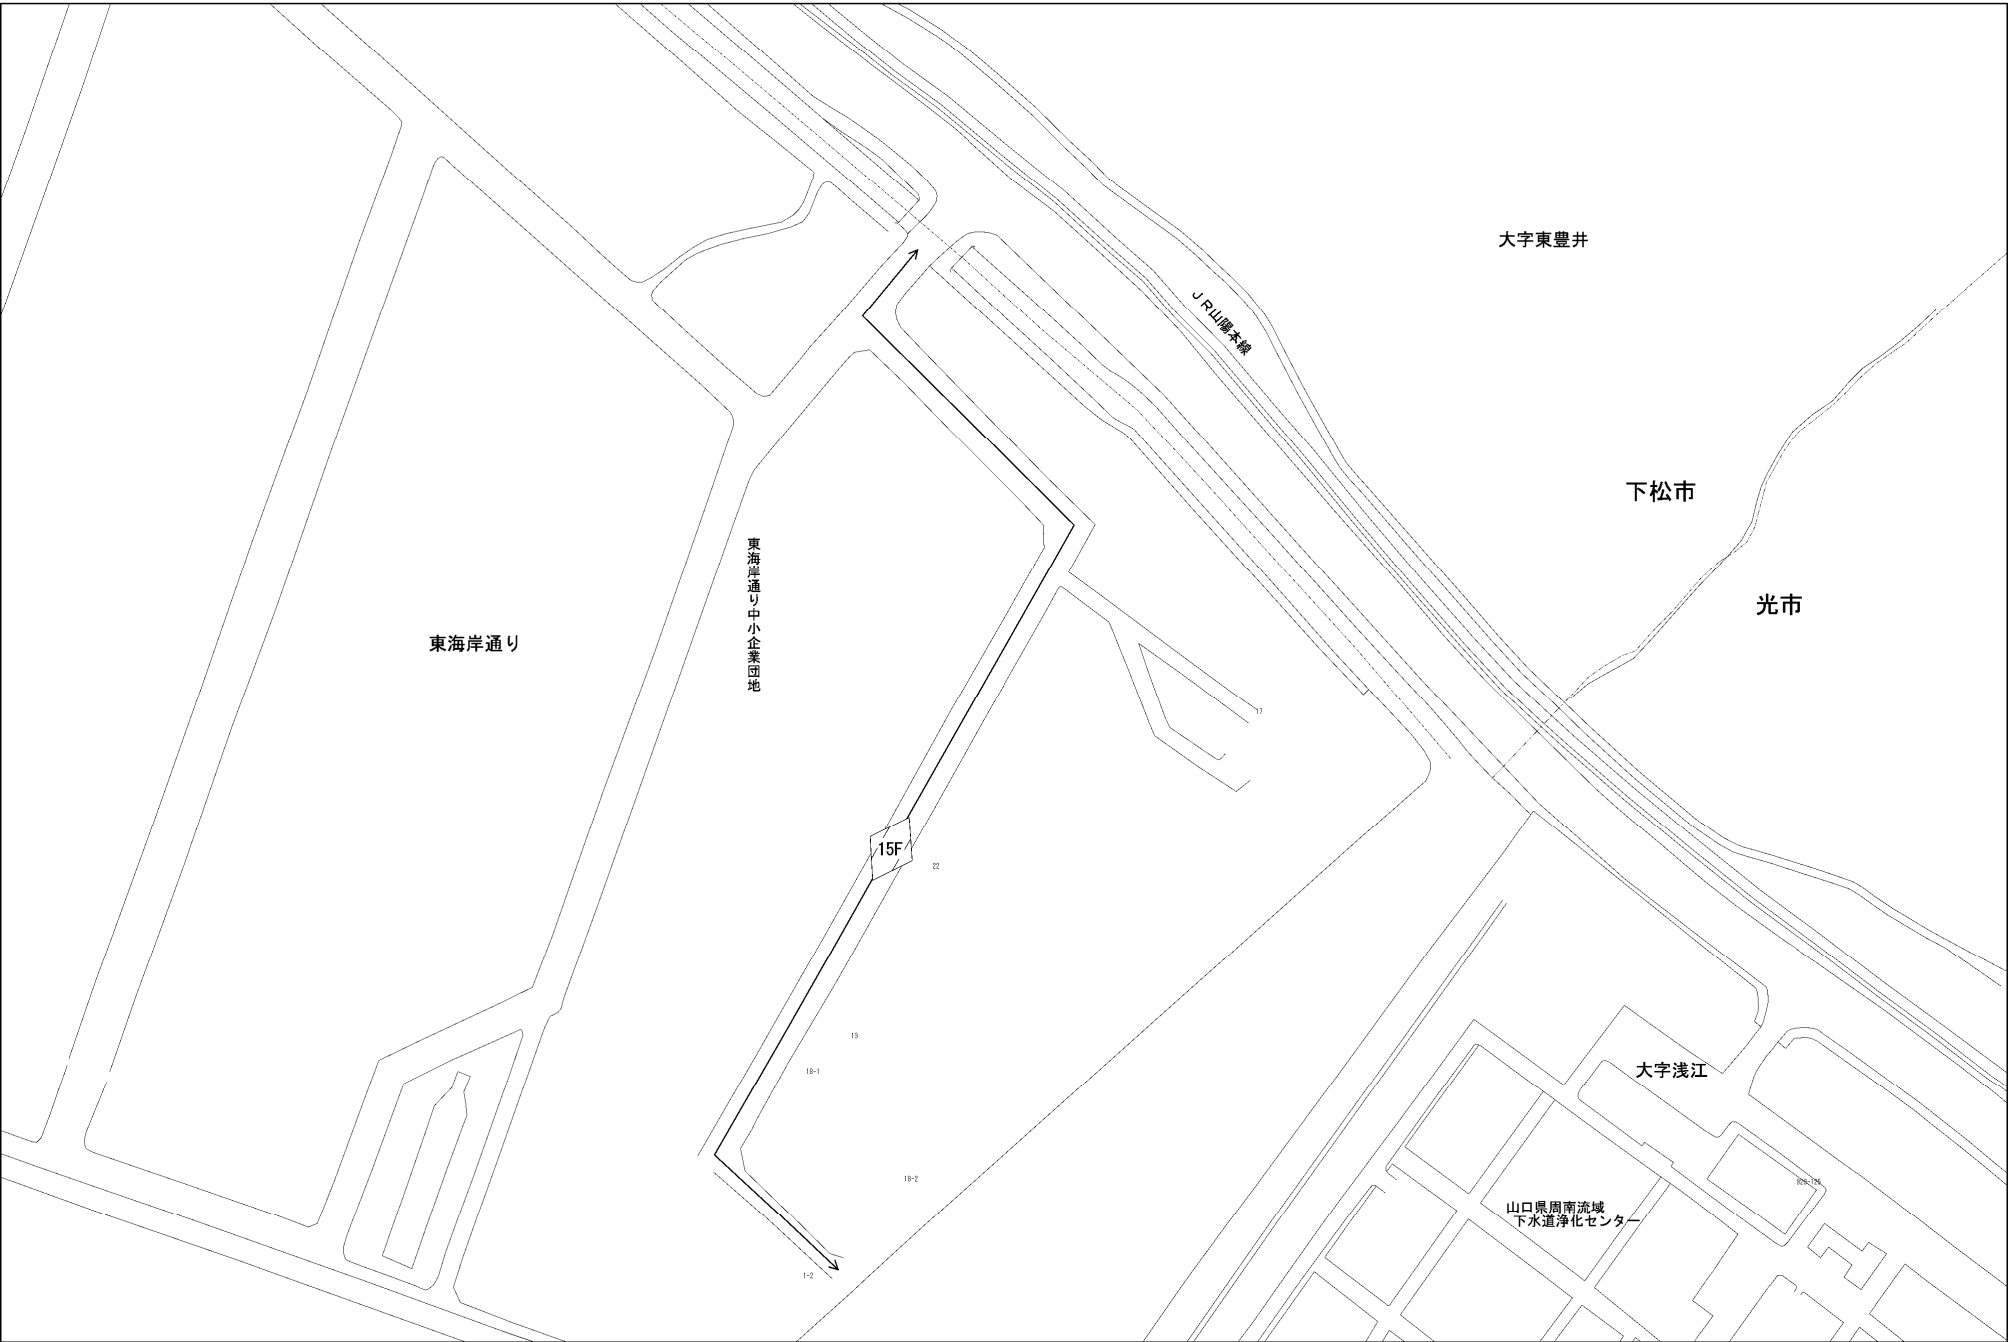 大字東豊井
JR山陽本線
下松市
光市
東海岸通り中小企業団地
東海岸通り
17
15F
22
13
18-1
大字浅江
18-2
山口県周南流域
下水道浄化センター
1-2